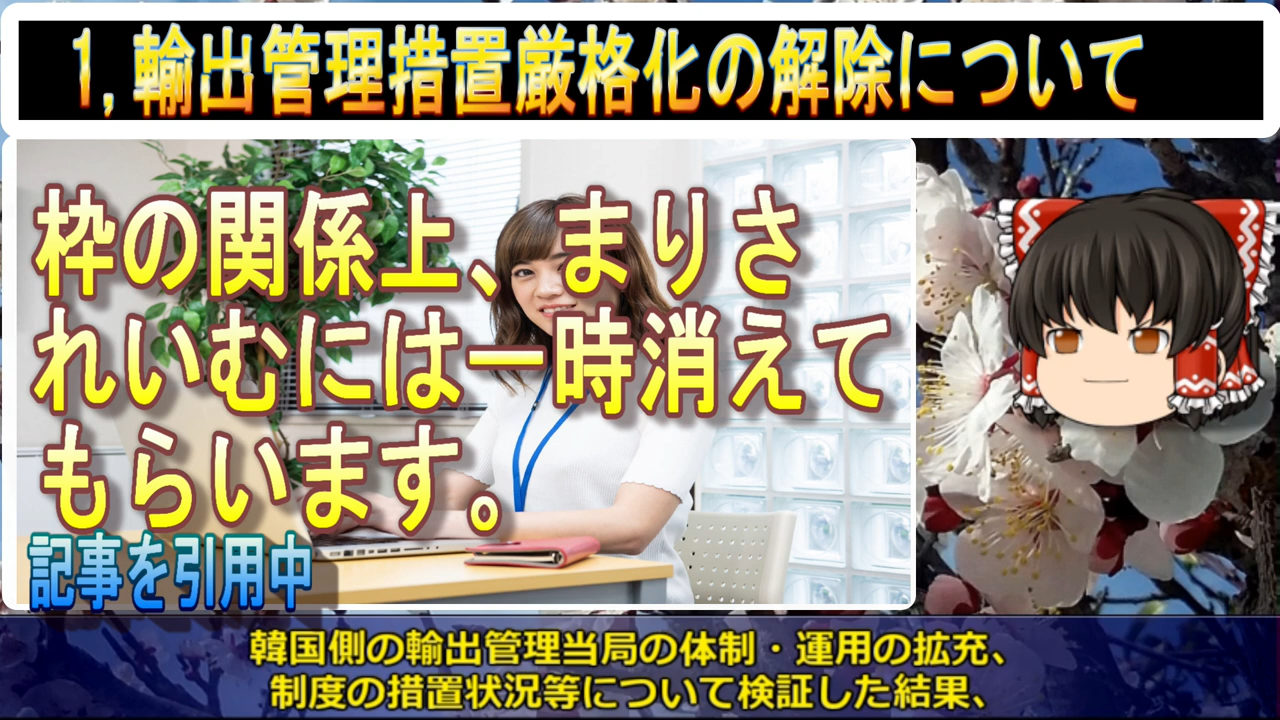 1,輸出管理措置厳格化の解除について
枠の関係上、まりさ
れいむには一時消えて
もらいます。
記事を引用中
韓国側の輸出管理当局の体制・運用の拡充、
制度の措置状況等について検証した結果、